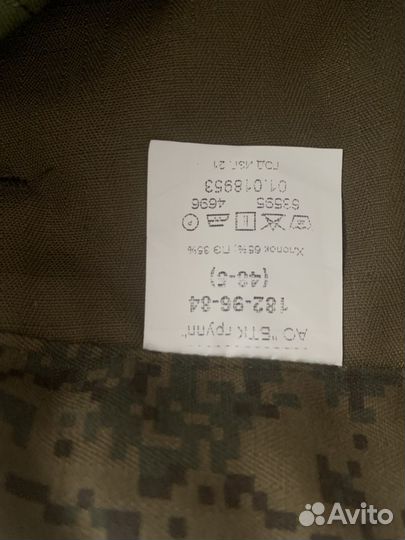 АО "БТК групп"
182-96-84
(48-5)
Хлопок 65%, ПЭ 35%
63595 4696
01.018953
ГОД ИЗГ. 21
Avito